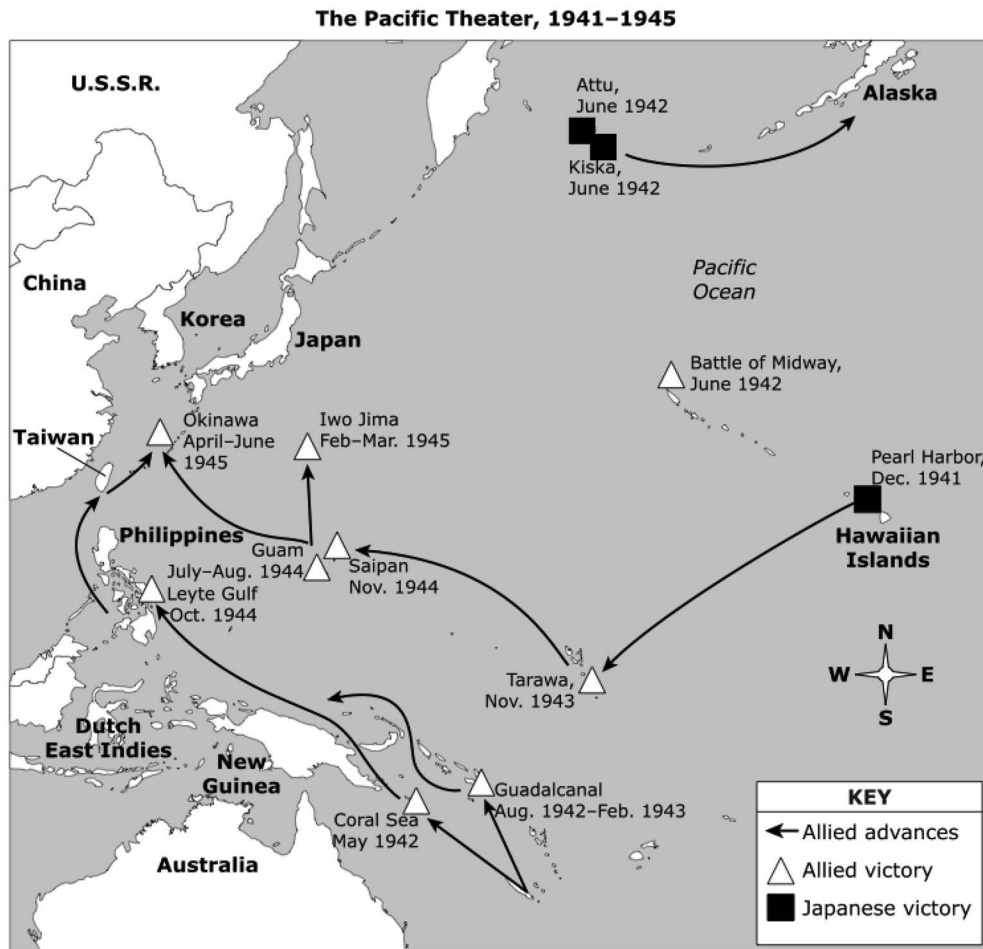 The Pacific Theater, 1941–1945
U.S.S.R.
Attu,
June 1942
Alaska
Kiska,
June 1942
China
Pacific
Ocean
Korea
Japan
Battle of Midway,
June 1942
Okinawa
April–June
1945
Iwo Jima
Feb–Mar. 1945
Taiwan
Pearl Harbor,
Dec. 1941
Hawaiian
Islands
Philippines
Guam
July–Aug. 1944
Saipan
Nov. 1944
Leyte Gulf
Oct. 1944
N
W
E
S
Tarawa,
Nov. 1943
Dutch
East Indies
New
Guinea
Guadalcanal
Aug. 1942–Feb. 1943
Coral Sea
May 1942
Australia
KEY
Allied advances
Allied victory
Japanese victory